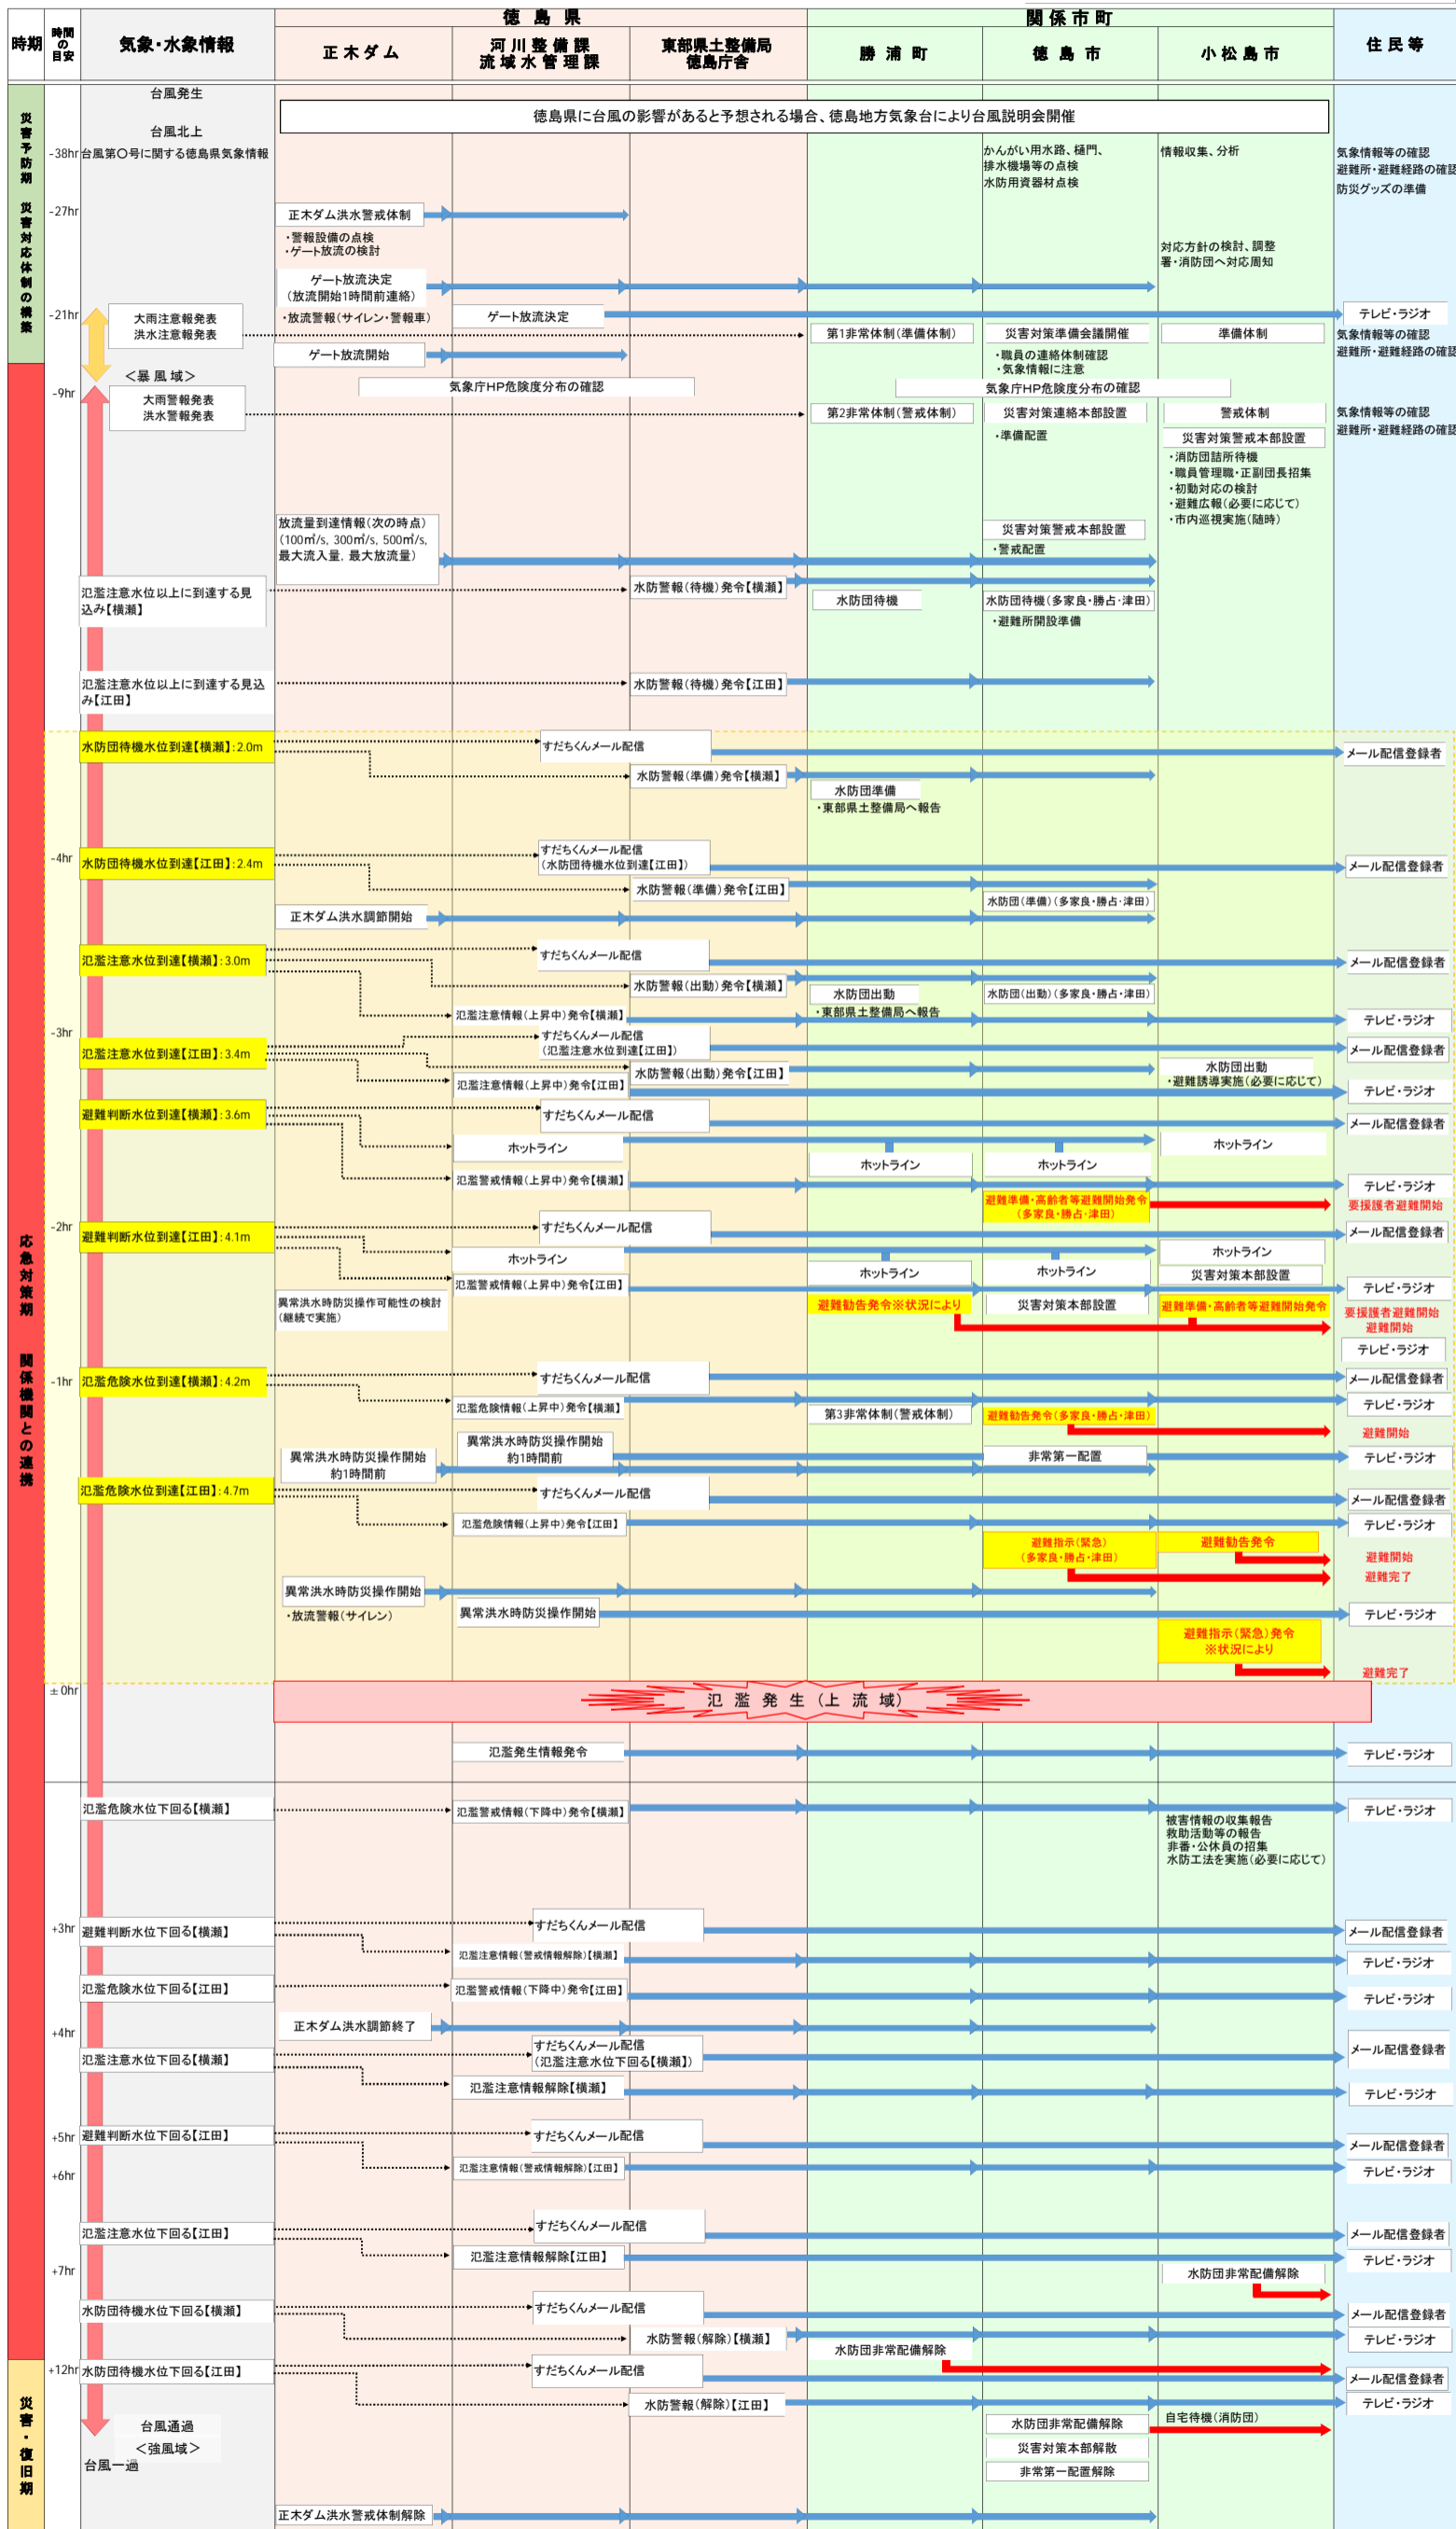 徳島県
関係市町
時期
時間
の
目安
気象・水象情報
正木ダム
河川整備課
流域水管理課
東部県土整備局
徳島庁舎
勝浦町
徳島市
小松島市
住民等
災害予防期 災害対応体制の構築
台風発生
徳島県に台風の影響があると予想される場合、徳島地方気象台により台風説明会開催
台風北上
-38hr
台風第〇号に関する徳島県気象情報
かんがい用水路、樋門、
排水機場等の点検
水防用資器材点検
情報収集、分析
気象情報等の確認
避難所・避難経路の確認
防災グッズの準備
-27hr
正木ダム洪水警戒体制
・警報設備の点検
・ゲート放流の検討
対応方針の検討、調整
署・消防団へ対応周知
ゲート放流決定
(放流開始1時間前連絡)
・放流警報(サイレン・警報車)
-21hr
大雨注意報発表
洪水注意報発表
ゲート放流決定
テレビ・ラジオ
第1非常体制(準備体制)
災害対策準備会議開催
・職員の連絡体制確認
・気象情報に注意
準備体制
気象情報等の確認
避難所・避難経路の確認
ゲート放流開始
応急対策期 関係機関との連携
<暴風域>
-9hr
気象庁HP危険度分布の確認
気象庁HP危険度分布の確認
大雨警報発表
洪水警報発表
第2非常体制(警戒体制)
災害対策連絡本部設置
・準備配置
警戒体制
災害対策警戒本部設置
・消防団詰所待機
・職員管理職・正副団長招集
・初動対応の検討
・避難広報(必要に応じて)
・市内巡視実施(随時)
気象情報等の確認
避難所・避難経路の確認
放流量到達情報(次の時点)
(100㎥/s, 300㎥/s, 500㎥/s,
最大流入量, 最大放流量)
災害対策警戒本部設置
・警戒配置
氾濫注意水位以上に到達する見
込み【横瀬】
水防警報(待機)発令【横瀬】
水防団待機
水防団待機(多家良・勝占・津田)
・避難所開設準備
氾濫注意水位以上に到達する見込
み【江田】
水防警報(待機)発令【江田】
水防団待機水位到達【横瀬】:2.0m
すだちくんメール配信
メール配信登録者
水防警報(準備)発令【横瀬】
水防団準備
・東部県土整備局へ報告
-4hr
水防団待機水位到達【江田】:2.4m
すだちくんメール配信
(水防団待機水位到達【江田】)
メール配信登録者
水防警報(準備)発令【江田】
水防団(準備)(多家良・勝占・津田)
正木ダム洪水調節開始
氾濫注意水位到達【横瀬】:3.0m
すだちくんメール配信
メール配信登録者
水防警報(出動)発令【横瀬】
水防団出動
・東部県土整備局へ報告
水防団(出動)(多家良・勝占・津田)
氾濫注意情報(上昇中)発令【横瀬】
テレビ・ラジオ
-3hr
氾濫注意水位到達【江田】:3.4m
すだちくんメール配信
(氾濫注意水位到達【江田】)
メール配信登録者
水防警報(出動)発令【江田】
水防団出動
・避難誘導実施(必要に応じて)
氾濫注意情報(上昇中)発令【江田】
テレビ・ラジオ
避難判断水位到達【横瀬】:3.6m
すだちくんメール配信
メール配信登録者
ホットライン
ホットライン
ホットライン
ホットライン
氾濫警戒情報(上昇中)発令【横瀬】
テレビ・ラジオ
避難準備・高齢者等避難開始発令
(多家良・勝占・津田)
要援護者避難開始
-2hr
避難判断水位到達【江田】:4.1m
すだちくんメール配信
メール配信登録者
ホットライン
ホットライン
ホットライン
ホットライン
災害対策本部設置
氾濫警戒情報(上昇中)発令【江田】
テレビ・ラジオ
異常洪水時防災操作可能性の検討
(継続で実施)
避難勧告発令※状況により
災害対策本部設置
避難準備・高齢者等避難開始発令
要援護者避難開始
避難開始
テレビ・ラジオ
-1hr
氾濫危険水位到達【横瀬】:4.2m
すだちくんメール配信
メール配信登録者
氾濫危険情報(上昇中)発令【横瀬】
テレビ・ラジオ
第3非常体制(警戒体制)
避難勧告発令(多家良・勝占・津田)
避難開始
異常洪水時防災操作開始
約1時間前
異常洪水時防災操作開始
約1時間前
非常第一配置
テレビ・ラジオ
氾濫危険水位到達【江田】:4.7m
すだちくんメール配信
メール配信登録者
氾濫危険情報(上昇中)発令【江田】
テレビ・ラジオ
避難指示(緊急)
(多家良・勝占・津田)
避難勧告発令
避難開始
避難完了
異常洪水時防災操作開始
・放流警報(サイレン)
異常洪水時防災操作開始
テレビ・ラジオ
避難指示(緊急)発令
※状況により
避難完了
±0hr
氾濫発生(上流域)
氾濫発生情報発令
テレビ・ラジオ
氾濫危険水位下回る【横瀬】
氾濫警戒情報(下降中)発令【横瀬】
テレビ・ラジオ
被害情報の収集報告
救助活動等の報告
非番・公休員の招集
水防工法を実施(必要に応じて)
+3hr
避難判断水位下回る【横瀬】
すだちくんメール配信
メール配信登録者
氾濫注意情報(警戒情報解除)【横瀬】
テレビ・ラジオ
氾濫危険水位下回る【江田】
氾濫警戒情報(下降中)発令【江田】
テレビ・ラジオ
+4hr
正木ダム洪水調節終了
氾濫注意水位下回る【横瀬】
すだちくんメール配信
(氾濫注意水位下回る【横瀬】)
メール配信登録者
氾濫注意情報解除【横瀬】
テレビ・ラジオ
+5hr
避難判断水位下回る【江田】
すだちくんメール配信
メール配信登録者
+6hr
氾濫注意情報(警戒情報解除)【江田】
テレビ・ラジオ
氾濫注意水位下回る【江田】
すだちくんメール配信
メール配信登録者
氾濫注意情報解除【江田】
テレビ・ラジオ
+7hr
水防団非常配備解除
水防団待機水位下回る【横瀬】
すだちくんメール配信
メール配信登録者
水防警報(解除)【横瀬】
テレビ・ラジオ
水防団非常配備解除
災害・復旧期
+12hr
水防団待機水位下回る【江田】
すだちくんメール配信
メール配信登録者
水防警報(解除)【江田】
テレビ・ラジオ
台風通過
<強風域>
台風一過
水防団非常配備解除
自宅待機(消防団)
災害対策本部解散
非常第一配置解除
正木ダム洪水警戒体制解除